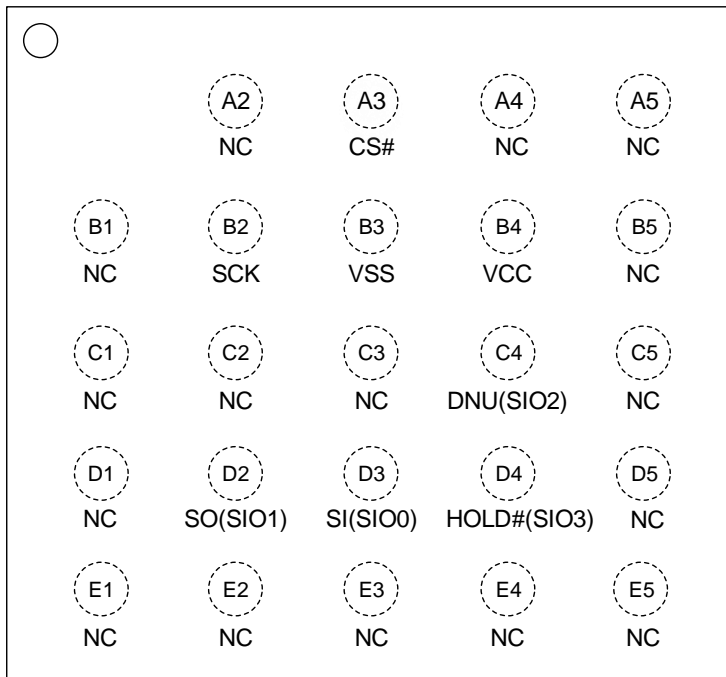 A2 A3 A4 A5
NC CS# NC NC
B1 B2 B3 B4 B5
NC SCK VSS VCC NC
C1 C2 C3 C4 C5
NC NC NC DNU(SIO2) NC
D1 D2 D3 D4 D5
NC SO(SIO1) SI(SIO0) HOLD#(SIO3) NC
E1 E2 E3 E4 E5
NC NC NC NC NC